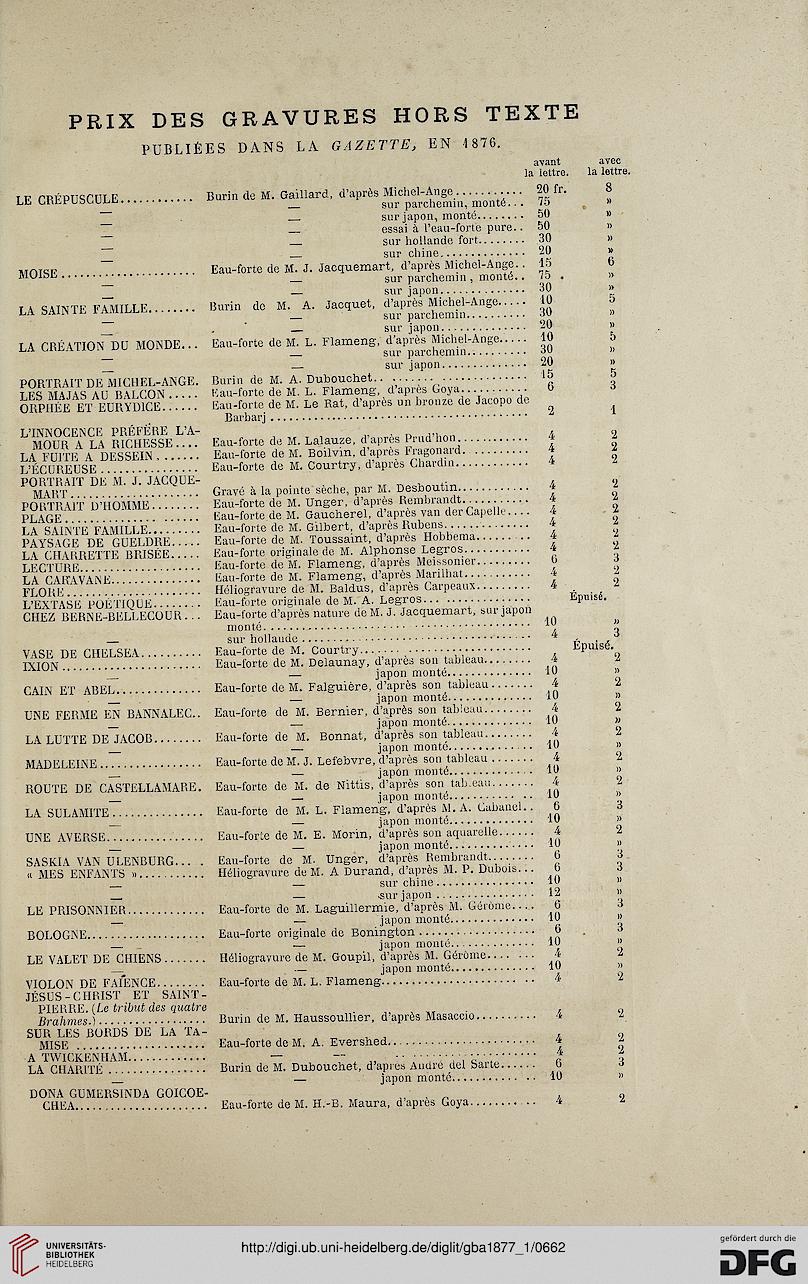 PRIX DES GRAVURES HORS TEXTE
PUBLIÉES DANS LA GAZETTE, EN 1876.
avant la lettre. avec la lettre.
LE CRÉPUSCULE........... Burin de M. Gaillard, d'après Michel-Ange........... 20 fr. 8
— — sur parchemin, monté... 75 »
— — sur japon, monté........ 50 »
— — essai à l'eau-forte pure.. 50 »
— — sur hollande fort........ 30 »
— — sur chine.............. 20 »
MOISE...................... Eau-forte de M. J. Jacquemart, d'après Michel-Ange.. 15 6
— — sur parchemin, monté.. 75 »
— — sur japon.............. 30 »
LA SAINTE FAMILLE........ Burin de M. A. Jacquet, d'après Michel-Ange..... 10 5
— — sur parchemin.......... 30 »
— — sur japon.............. 20 »
LA CRÉATION DU MONDE... Eau-forte de M. L. Flameng, d'après Michel-Ange..... 10 5
— — sur parchemin.......... 30 »
— — sur japon.............. 20 »
PORTRAIT DE MICHEL-ANGE. Burin de M. A. Dubouchet.......................... 15 5
LES MAJAS AU BALCON..... Eau-forte de M. L. Flameng, d'après Goya........... 6 3
ORPHÉE ET EURYDICE...... Eau-forte de M. Le Rat, d'après un bronze de Jacopo de
Barbarj.......................................... 2 1
L'INNOCENCE PRÉFÈRE L'A-
MOUR A LA RICHESSE.... Eau-forte de M. Lalauze, d'après Prud'hon............ 4 2
LA FUITE A DESSEIN....... Eau-forte de M. Boilvin, d'après Fragonard........... 4 2
L'ÉCUREUSE................ Eau-forte de M. Courtry, d'après Chardin............ 4 2
PORTRAIT DE M. J. JACQUE-
MART..................... Gravé à la pointe sèche, par M. Desboutin............ 4 2
PORTRAIT D'HOMME........ Eau-forte de M. Unger, d'après Rembrandt........... 4 2
PLAGE...................... Eau-forte de M. Gaucherel, d'après van der Capelle.... 4 2
LA SAINTE FAMILLE......... Eau-forte de M. Gilbert, d'après Rubens............. 4 2
PAYSAGE DE GUELDRE..... Eau-forte de M. Toussaint, d'après Hobbema......... 4 2
LA CHARRETTE BRISÉE..... Eau-forte originale de M. Alphonse Legros........... 4 2
LECTURE.................... Eau-forte de M. Flameng, d'après Meissonier......... 6 3
LA CARAVANE.............. Eau-forte de M. Flameng, d'après Marilhat........... 4 2
FLORE...................... Héliogravure de M. Baldus, d'après Carpeaux......... 4 2
L'EXTASE POÉTIQUE........ Eau-forte originale de M. A. Legros................. Épuisé.
CHEZ BERNE-BELLECOUR... Eau-forte d'après nature de M. J. Jacquemart, sur japon
monté........................................... 10 »
— sur hollande..................................... 4 3
VASE DE CHELSEA.......... Eau-forte de M. Courtry........................... Épuisé.
IXION....................... Eau-forte de M. Delaunay, d'après son tableau........ 4 2
— — japon monté.............. 10 »
CAIN ET ABEL.............. Eau-forte de M. Falguière, d'après son tableau....... 4 2
— — japon monté.............. 10 »
UNE FERME EN BANNALEC.. Eau-forte de M. Bernier, d'après son tableau........ 4 2
— — japon monté.............. 10 »
LA LUTTE DE JACOB........ Eau-forte de M. Bonnat, d'après son tableau........ 4 2
— — japon monté.............. 10 »
MADELEINE................. Eau-forte de M. J. Lefebvre, d'après son tableau....... 4 2
— — japon monté.............. 10 »
ROUTE DE CASTELLAMARE. Eau-forte de M. de Nittis, d'après son tableau....... 4 2
— — japon monté.............. 10 »
LA SULAMITE............... Eau-forte de M. L. Flameng, d'après M. A. Cabanel.. 6 3
— — japon monté.............. 10 »
UNE AVERSE................ Eau-forte de M. E. Morin, d'après son aquarelle...... 4 2
— — japon monté.............. 10 »
SASKIA VAN ULENBURG..... Eau-forte de M. Unger, d'après Rembrandt........ 6 3
« MES ENFANTS »........... Héliogravure de M. A Durand, d'après M. P. Dubois... 6 3
— — sur chine................ 10 »
— — sur japon................ 12 »
LE PRISONNIER............. Eau-forte de M. Laguillermie, d'après M. Gérôme.... 6 3
— — japon monté.............. 10 »
BOLOGNE................... Eau-forte originale de Bonington.................... 6 3
— — japon monté.............. 10 »
LE VALET DE CHIENS....... Héliogravure de M. Goupil, d'après M. Gérôme........ 4 2
— — japon monté.............. 10 »
VIOLON DE FAÏENCE........ Eau-forte de M. L. Flameng......................... 4 2
JÉSUS-CHRIST ET SAINT-
PIERRE. (Le tribut des quatre
Brahmes.)................. Burin de M. Haussoullier, d'après Masaccio.......... 4 2
SUR LES BORDS DE LA TA-
MISE..................... Eau-forte de M. A. Evershed........................ 4 2
A TWICKENHAM............. — — ...................... 4 2
LA CHARITÉ................ Burin de M. Dubouchet, d'après André del Sarte...... 6 3
— — japon monté.............. 10 »
DONA GUMERSINDA GOICOE-
CHEA..................... Eau-forte de M. H.-B. Maura, d'après Goya........... 4 2
UNIVERSITÄTS-
BIBLIOTHEK
HEIDELBERG
http://digi.ub.uni-heidelberg.de/diglit/gba1877_1/0662
gefördert durch die
DFG